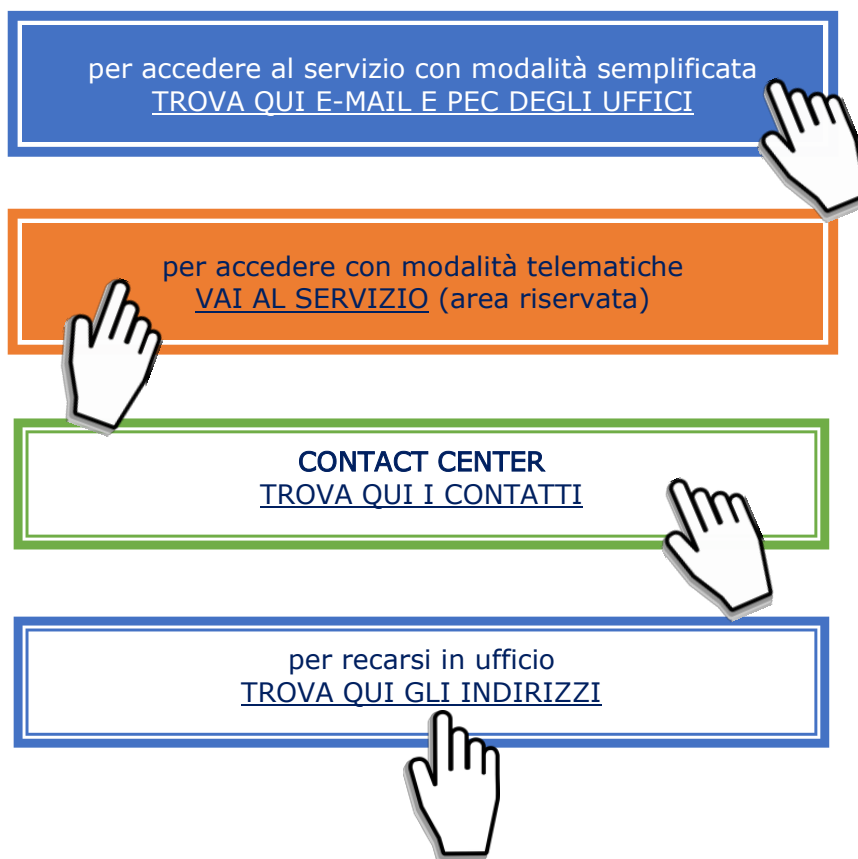 per accedere al servizio con modalità semplificata
TROVA QUI E-MAIL E PEC DEGLI UFFICI
per accedere con modalità telematiche
VAI AL SERVIZIO (area riservata)
CONTACT CENTER
TROVA QUI I CONTATTI
per recarsi in ufficio
TROVA QUI GLI INDIRIZZI